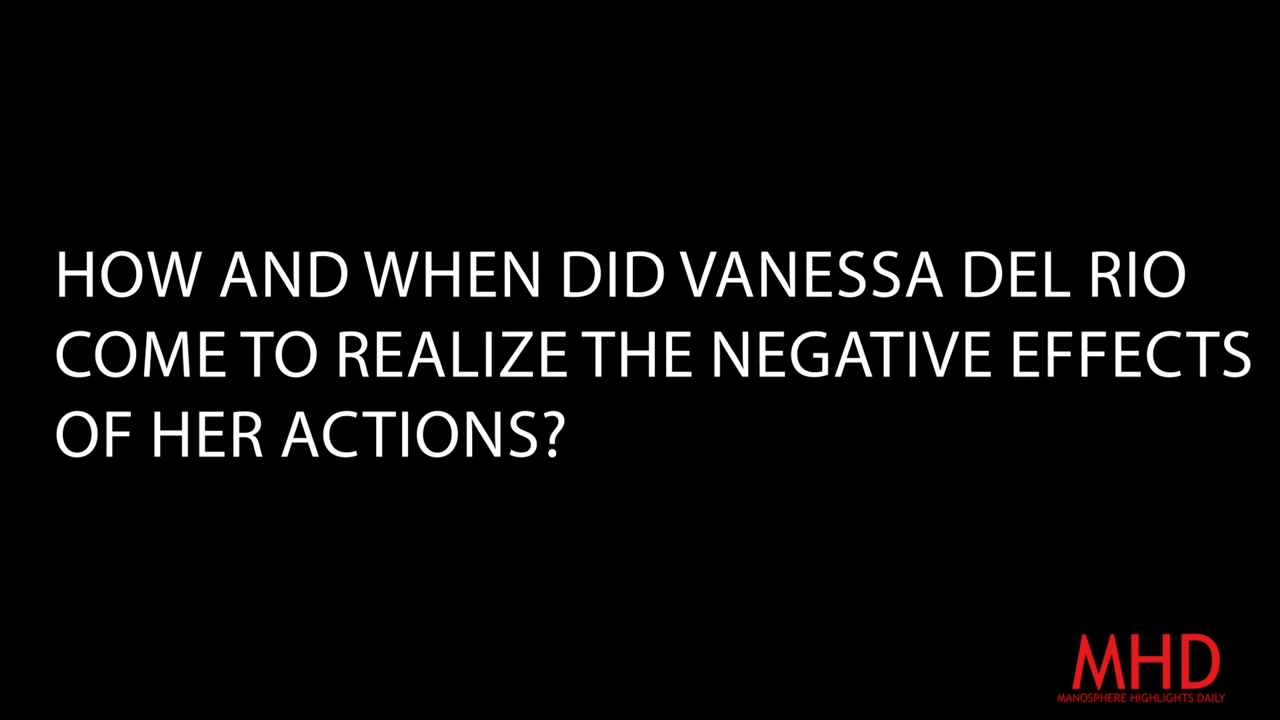 HOW AND WHEN DID VANESSA DEL RIO
COME TO REALIZE THE NEGATIVE EFFECTS
OF HER ACTIONS?
MHD
MANOSPHERE HIGHLIGHTS DAILY